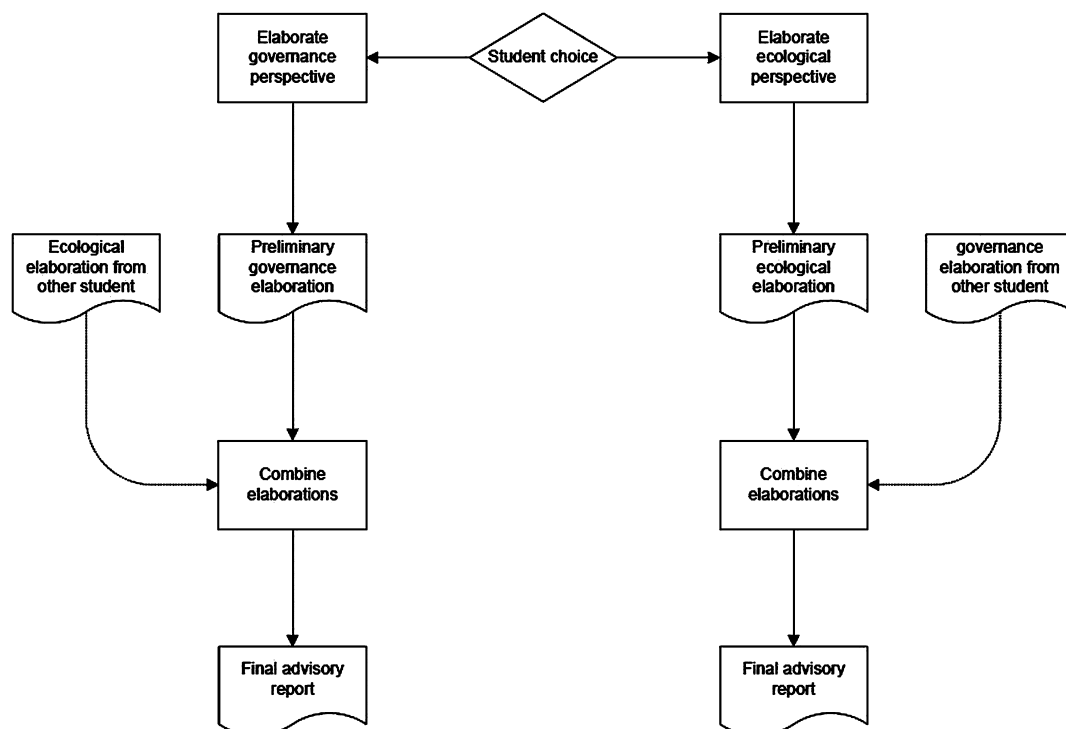 Elaborate
governance
perspective
Student choice
Elaborate
ecological
perspective
Ecological
elaboration from
other student
Preliminary
governance
elaboration
Preliminary
ecological
elaboration
governance
elaboration from
other student
Combine
elaborations
Combine
elaborations
Final advisory
report
Final advisory
report